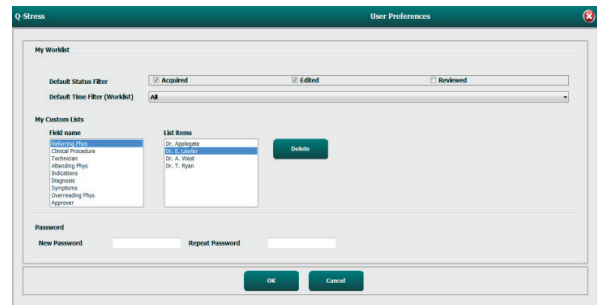 Q-Stress User Preferences
My Worklist
Default Status Filter Acquired Edited Reviewed
Default Time Filter (Worklist) All
My Custom Lists
Field name List items
Referring Phys Dr. Applegate
Clinical Procedure Dr. E. Lawler Delete
Technician Dr. A. West
Attending Phys Dr. T. Ryan
Indications
Diagnosis
Symptoms
Overreading Phys
Approver
Password
New Password Repeat Password
OK Cancel